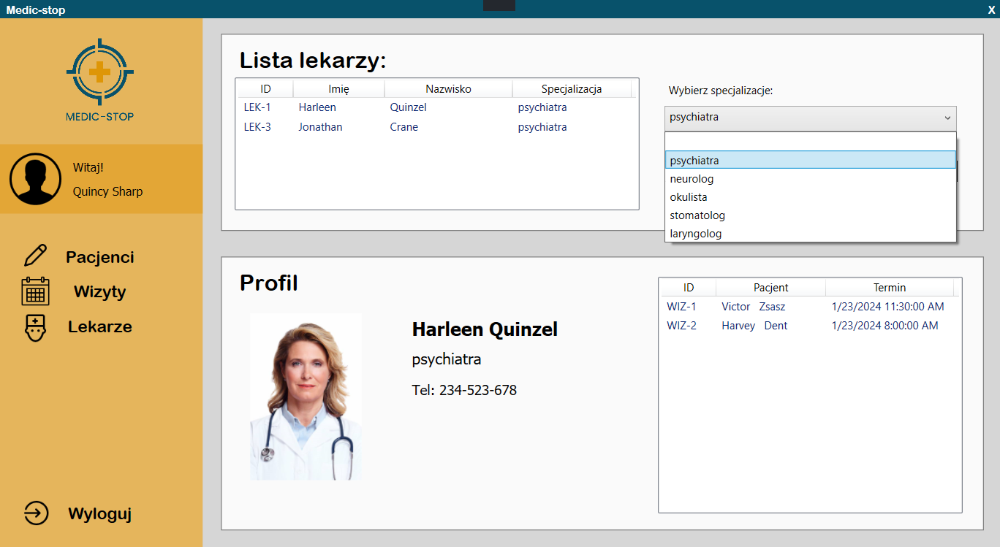 Medic-stop X
MEDIC-STOP
Witaj!
Quincy Sharp
Pacjenci
Wizyty
Lekarze
Wyloguj
Lista lekarzy:
ID Imię Nazwisko Specjalizacja
LEK-1 Harleen Quinzel psychiatra
LEK-3 Jonathan Crane psychiatra
Wybierz specjalizacje:
psychiatra
psychiatra
neurolog
okulista
stomatolog
laryngolog
Profil
Harleen Quinzel
psychiatra
Tel: 234-523-678
ID Pacjent Termin
WIZ-1 Victor Zsasz 1/23/2024 11:30:00 AM
WIZ-2 Harvey Dent 1/23/2024 8:00:00 AM